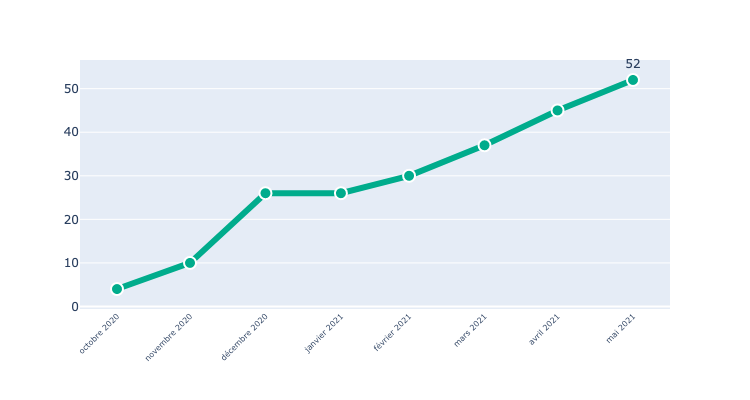 52
50
40
30
20
10
0
octobre 2020
novembre 2020
décembre 2020
janvier 2021
février 2021
mars 2021
avril 2021
mai 2021